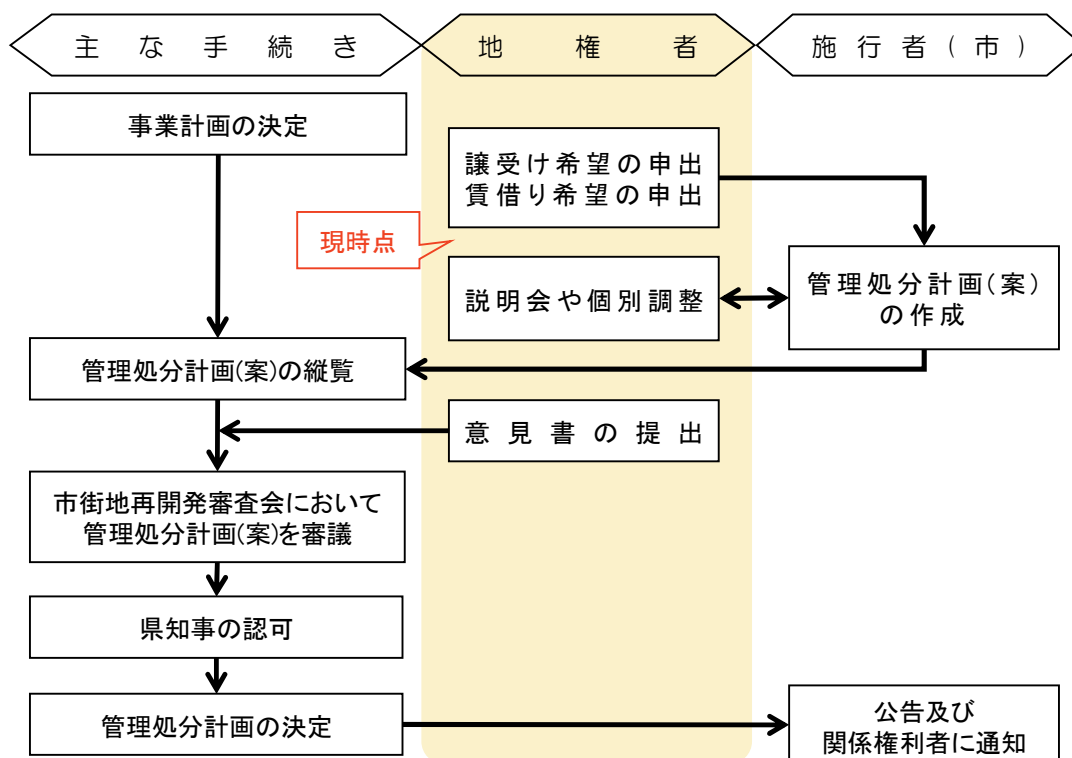 主な手続き
地権者
施行者(市)
事業計画の決定
譲受け希望の申出
賃借り希望の申出
現時点
説明会や個別調整
管理処分計画(案)
の作成
管理処分計画(案)の縦覧
意見書の提出
市街地再開発審査会において
管理処分計画(案)を審議
県知事の認可
管理処分計画の決定
公告及び
関係権利者に通知